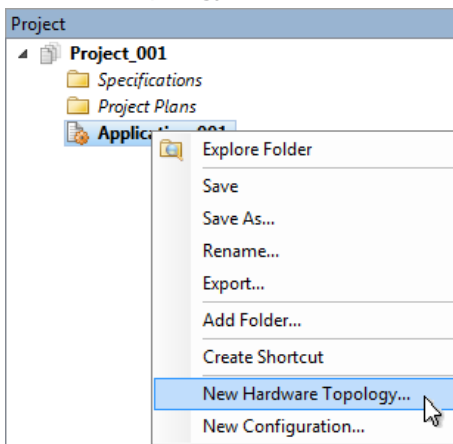 Project
Project_001
Specifications
Project Plans
Application_001
Explore Folder
Save
Save As...
Rename...
Export...
Add Folder...
Create Shortcut
New Hardware Topology...
New Configuration...